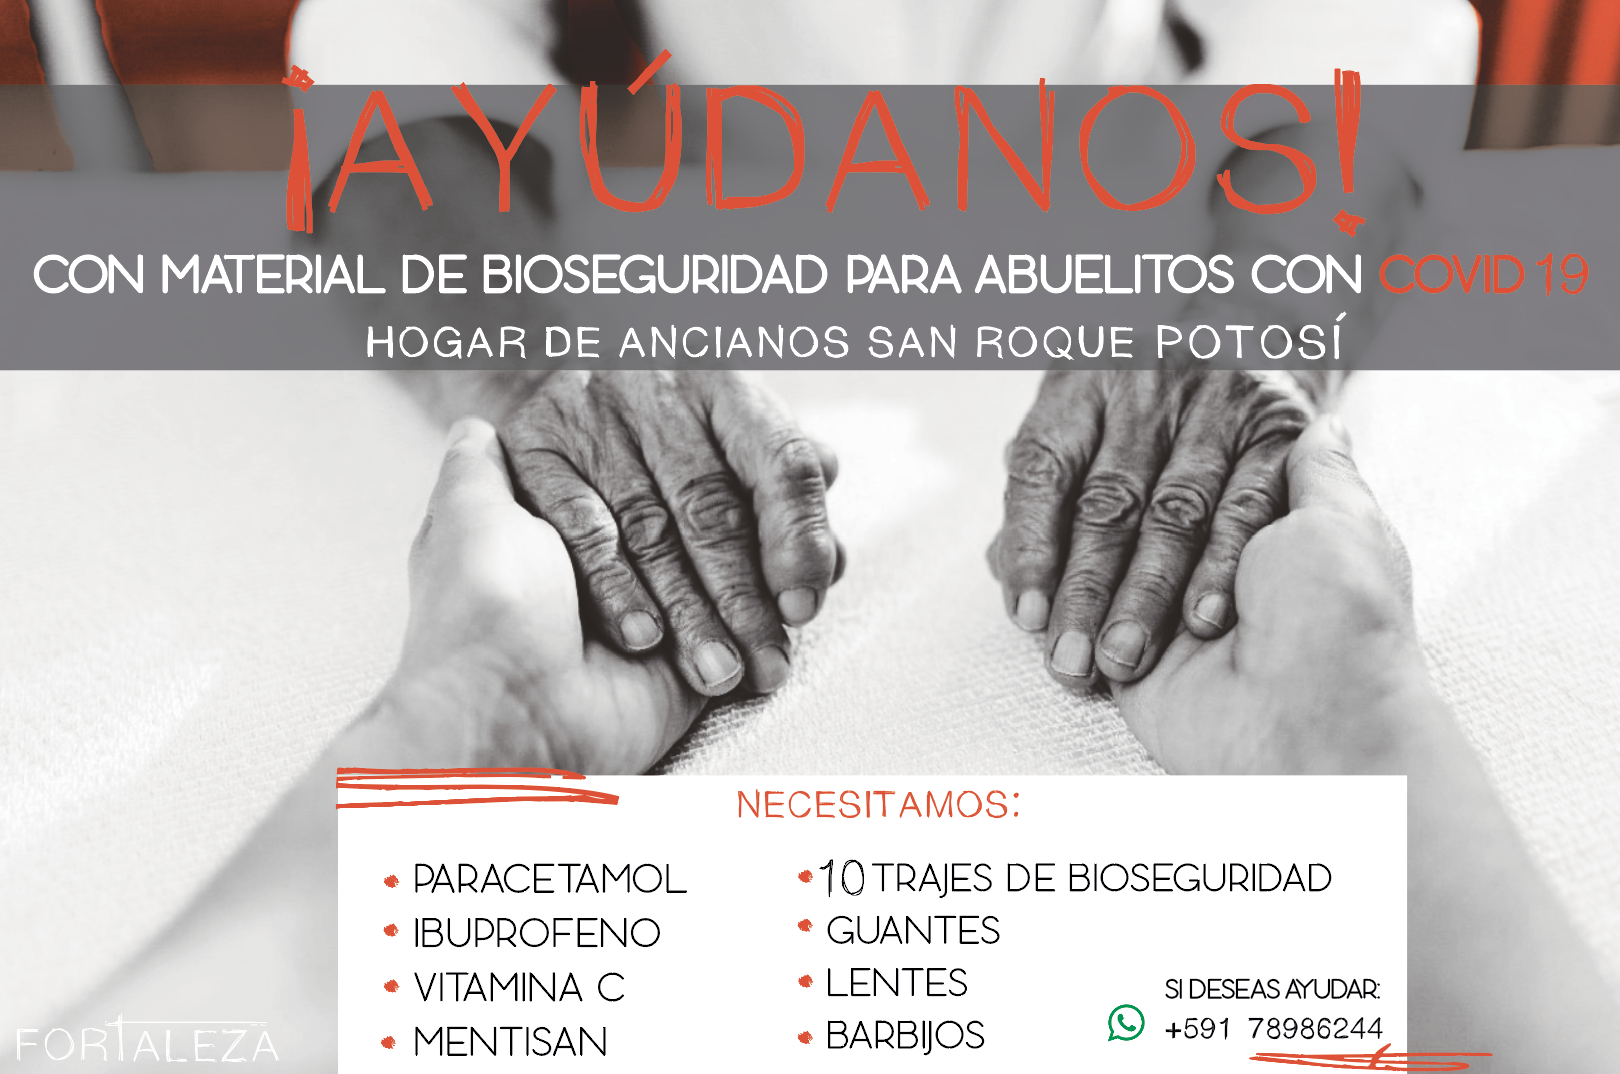 ¡AYÚDANOS!
CON MATERIAL DE BIOSEGURIDAD PARA ABUELITOS CON COVID 19
HOGAR DE ANCIANOS SAN ROQUE POTOSÍ
NECESITAMOS:
• PARACETAMOL
• IBUPROFENO
• VITAMINA C
• MENTISAN
• 10 TRAJES DE BIOSEGURIDAD
• GUANTES
• LENTES
• BARBIJOS
SI DESEAS AYUDAR:
+591 78986244
FORTALEZA